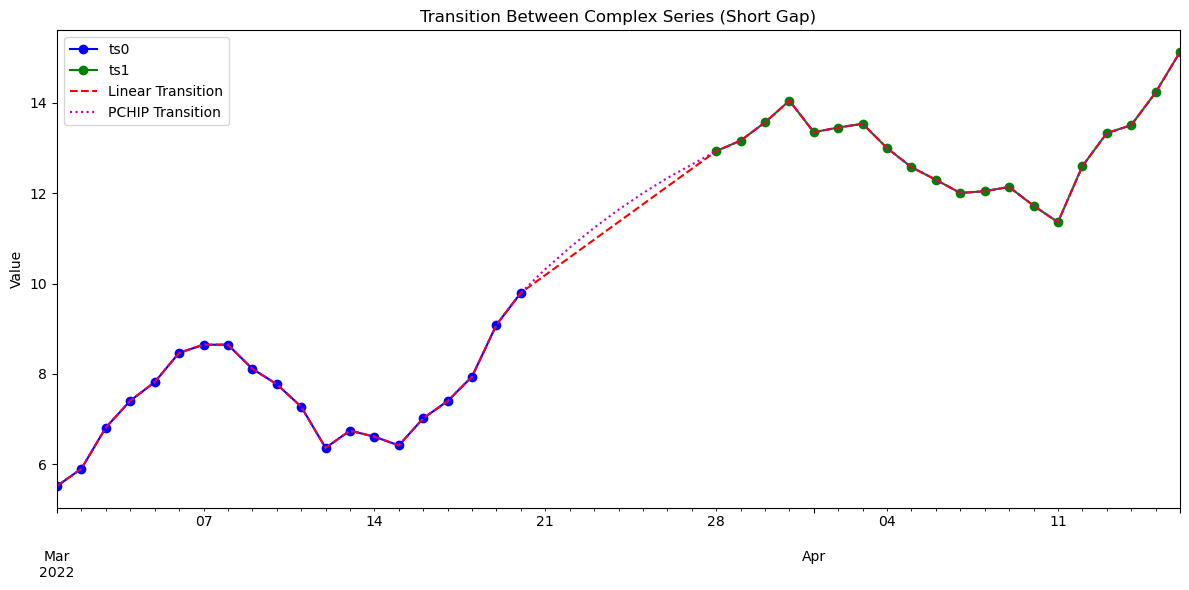 Transition Between Complex Series (Short Gap)
ts0
ts1
Linear Transition
PCHIP Transition
Value
14
12
10
8
6
07
14
21
28
04
11
Mar
2022
Apr